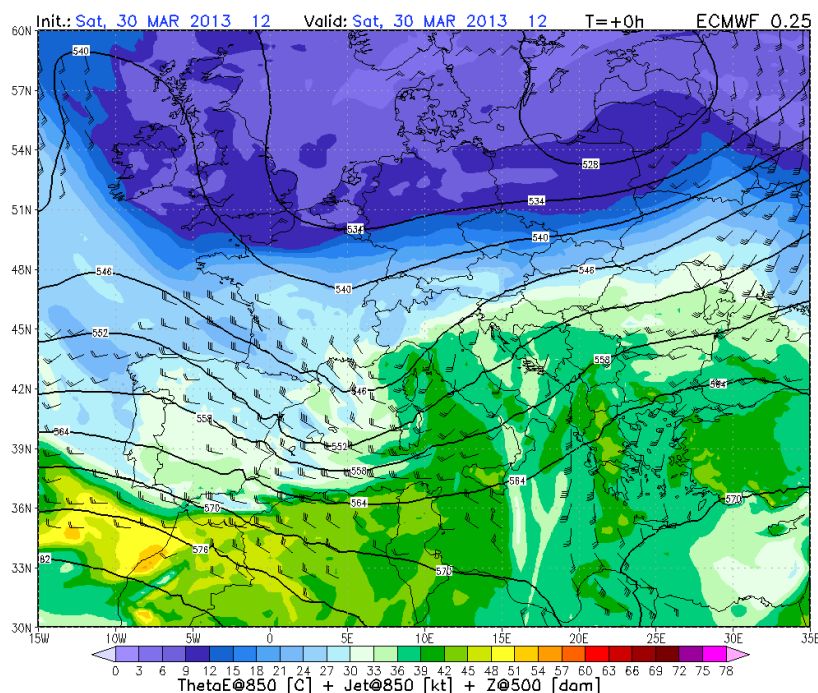 Init.: Sat, 30 MAR 2013 12 Valid: Sat, 30 MAR 2013 12 T=+0h ECMWF 0.25
60N
57N
54N
51N
48N
45N
42N
39N
36N
33N
30N
540
528
534
534
540
540
546
546
552
546
558
558
564
552
558
564
564
564
570
570
576
570
582
15W 10W 5W 0 5E 10E 15E 20E 25E 30E 35E
0 3 6 9 12 15 18 21 24 27 30 33 36 39 42 45 48 51 54 57 60 63 66 69 72 75 78
ThetaE@850 [C] + Jet@850 [kt] + Z@500 [dam]